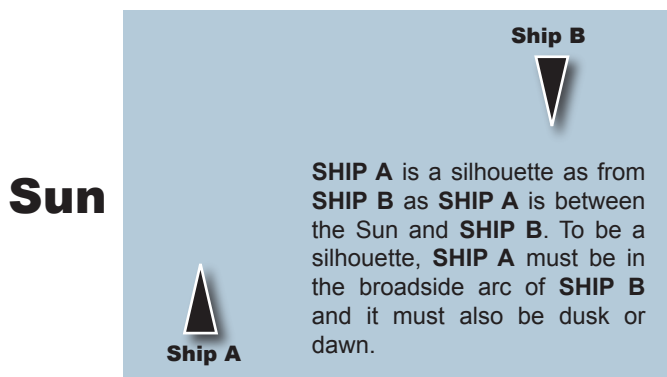 Ship B
SHIP A is a silhouette as from
SHIP B as SHIP A is between
the Sun and SHIP B. To be a
silhouette, SHIP A must be in
the broadside arc of SHIP B
and it must also be dusk or
dawn.
Sun
Ship A